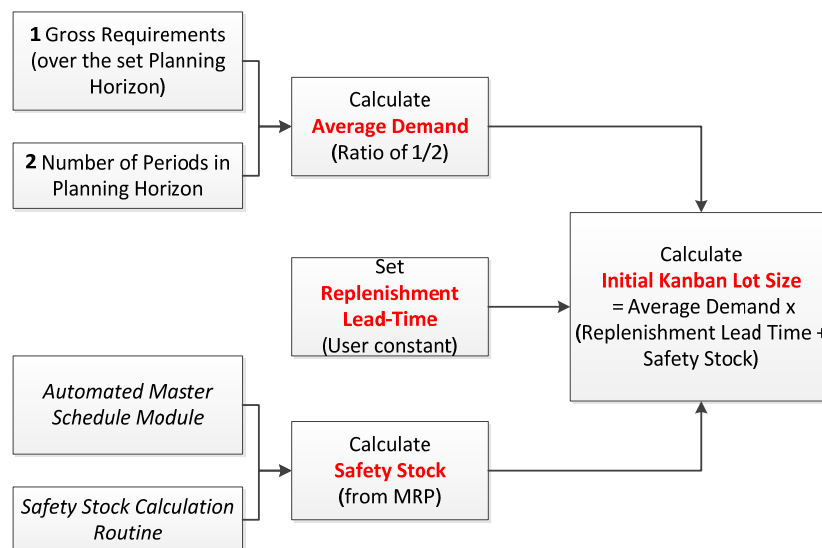 1 Gross Requirements
(over the set Planning
Horizon)
2 Number of Periods in
Planning Horizon
Calculate
Average Demand
(Ratio of 1/2)
Set
Replenishment
Lead-Time
(User constant)
Automated Master
Schedule Module
Safety Stock Calculation
Routine
Calculate
Safety Stock
(from MRP)
Calculate
Initial Kanban Lot Size
= Average Demand x
(Replenishment Lead Time +
Safety Stock)